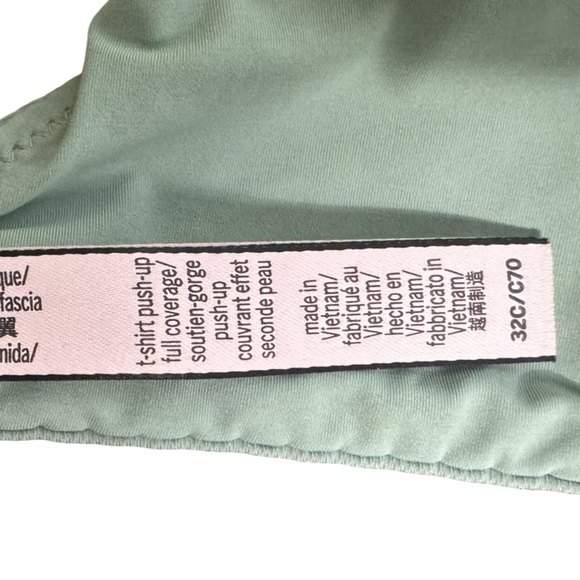 que/
fascia
翼
nida/
t-shirt push-up
full coverage/
soutien-gorge
push-up
couvrant effet
seconde peau
made in
Vietnam/
fabriqué au
Vietnam/
hecho en
Vietnam/
fabbricato in
Vietnam/
越南制造
32C/C70